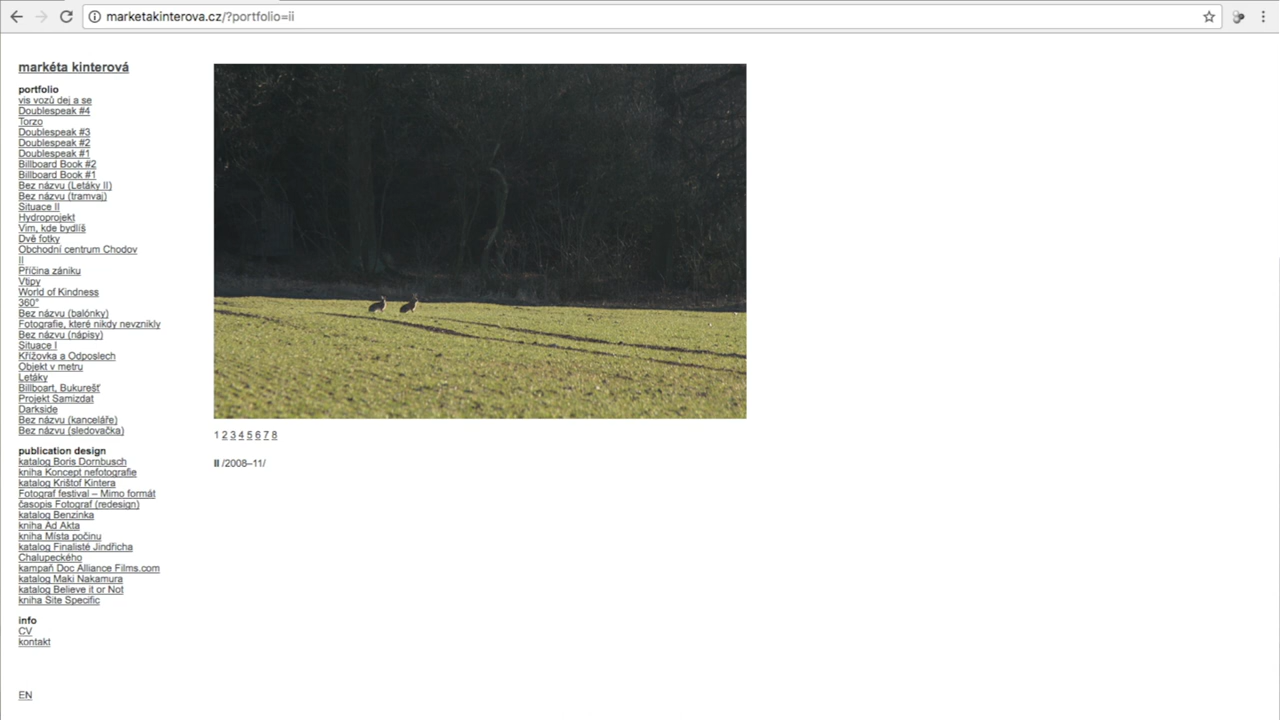 marketakinterova.cz/?portfolio=ii
markéta kinterová
portfolio
vis vozů dej a se
Doublespeak #4
Torzo
Doublespeak #3
Doublespeak #2
Doublespeak #1
Billboard Book #2
Billboard Book #1
Bez názvu (Letáky II)
Bez názvu (tramvaj)
Situace II
Hydroprojekt
Vim, kde bydlíš
Dvě fotky
Obchodní centrum Chodov
II
Příčina zániku
Vtipy
World of Kindness
360°
Bez názvu (balónky)
Fotografie, které nikdy nevznikly
Bez názvu (nápisy)
Situace I
Křížovka a Odposlech
Objekt v metru
Letáky
Billboart, Bukurešť
Projekt Samizdat
Darkside
Bez názvu (kanceláře)
Bez názvu (sledovačka)
publication design
katalog Boris Dornbusch
kniha Koncept nefotografie
katalog Krištof Kintera
Fotograf festival – Mimo formát
časopis Fotograf (redesign)
katalog Benzinka
kniha Ad Akta
kniha Místa počinu
katalog Finalisté Jindřicha
Chalupeckého
kampaň Doc Alliance Films.com
katalog Maki Nakamura
katalog Believe it or Not
kniha Site Specific
info
CV
kontakt
EN
1 2 3 4 5 6 7 8
II /2008–11/